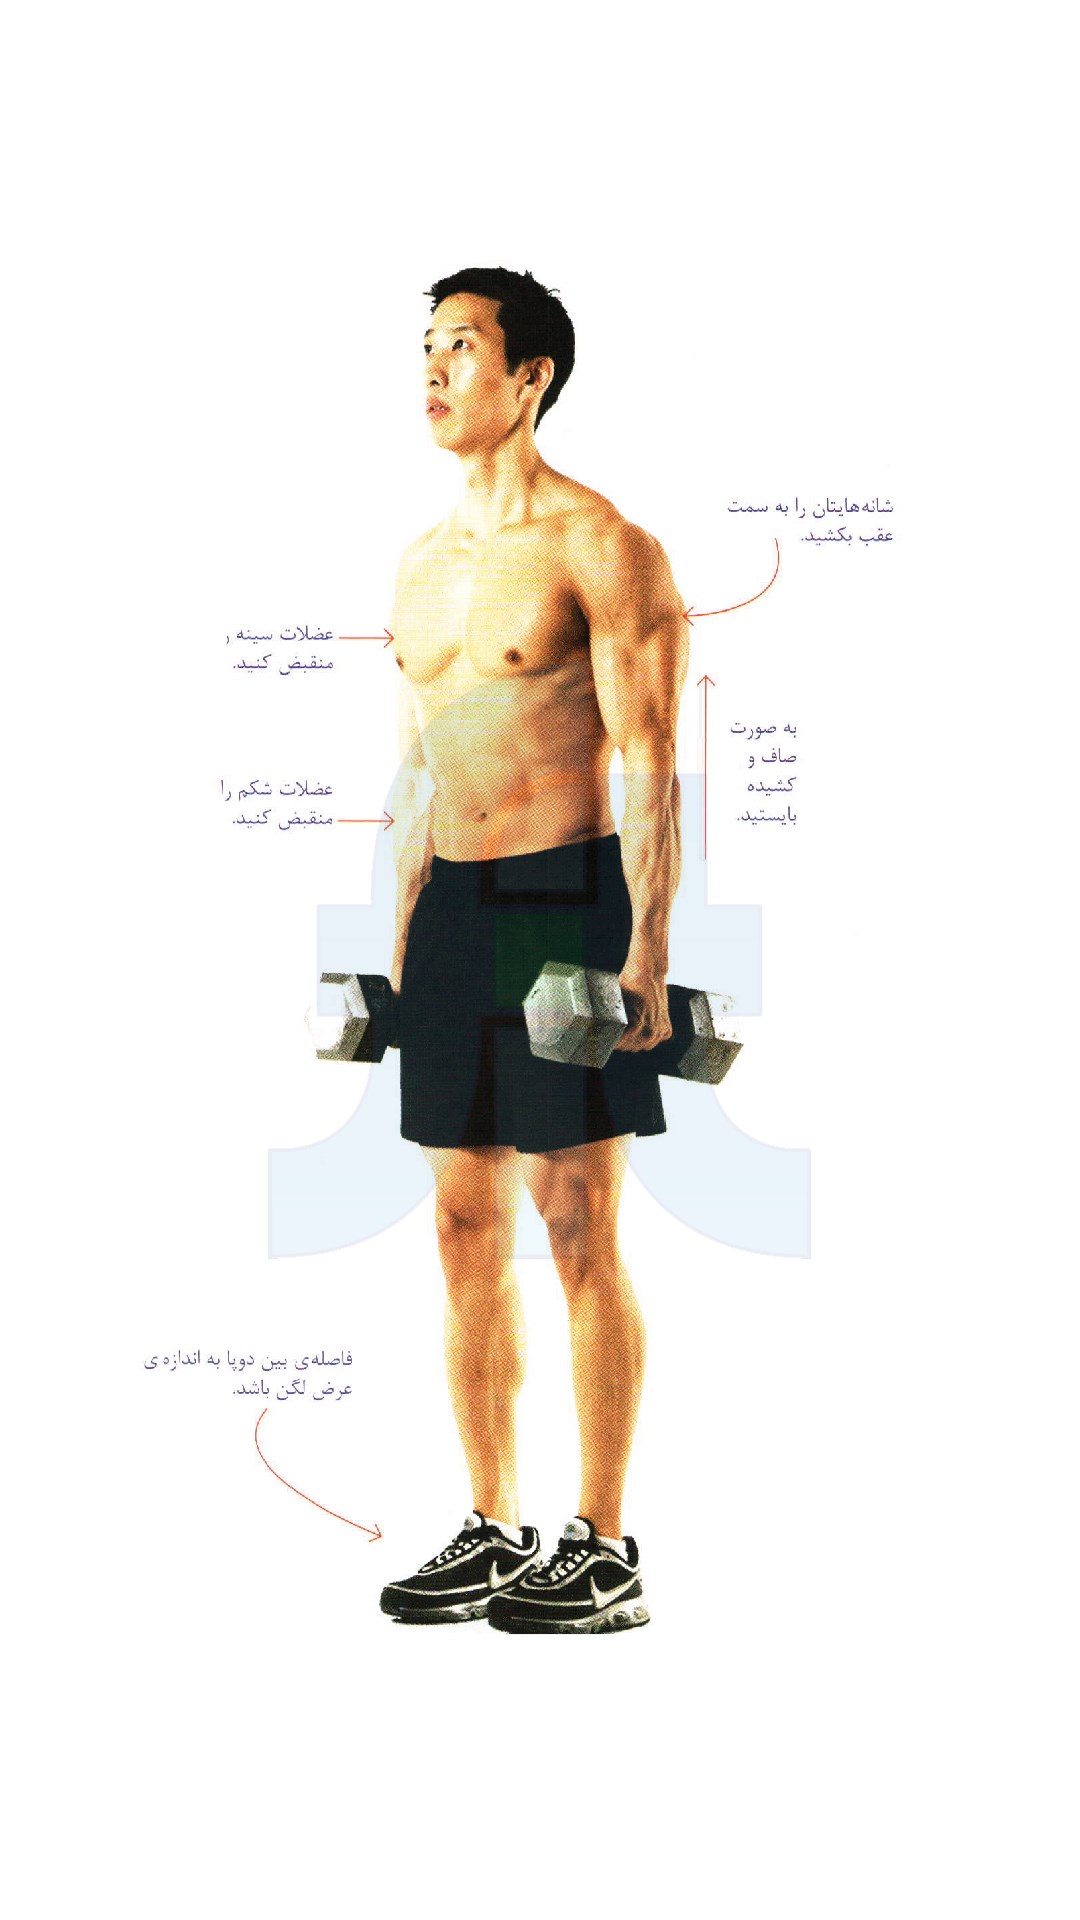 شانه‌هایتان را به سمت
عقب بکشید.
عضلات سینه ر
منقبض کنید.
به صورت
صاف و
کشیده
بایستید.
عضلات شکم را
منقبض کنید.
فاصله‌ی بین دوپا به اندازه ی
عرض لگن باشد.